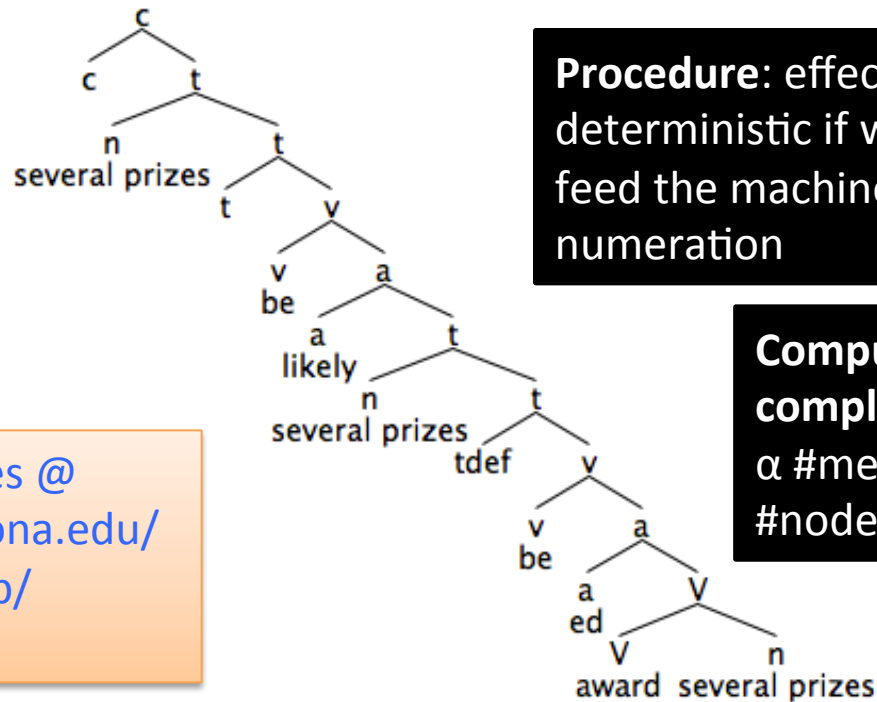 c
c t
n t
several prizes
t v
v a
be
a t
likely
n t
several prizes
tdef v
v a
be
a V
ed
V n
award several prizes
Procedure: effec
deterministic if
feed the machin
numeration
Compu
compl
α #me
#node
es @
ona.edu/
o/